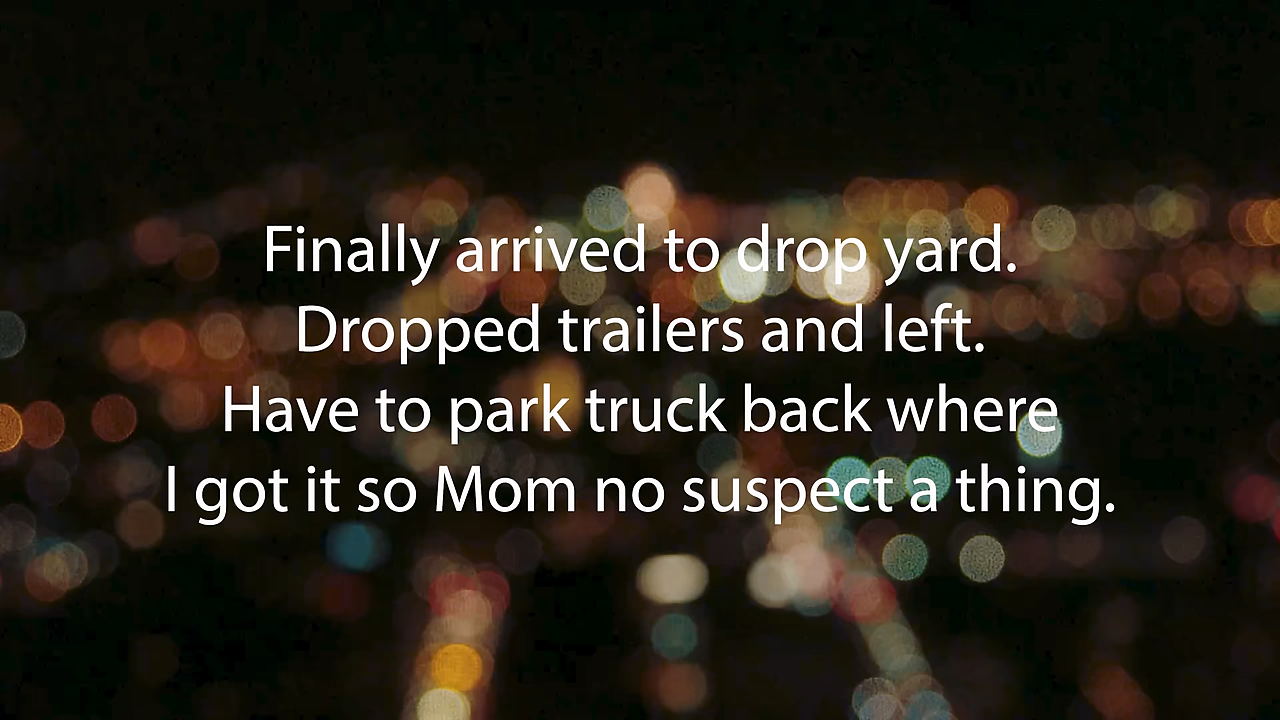 Finally arrived to drop yard.
Dropped trailers and left.
Have to park truck back where
I got it so Mom no suspect a thing.